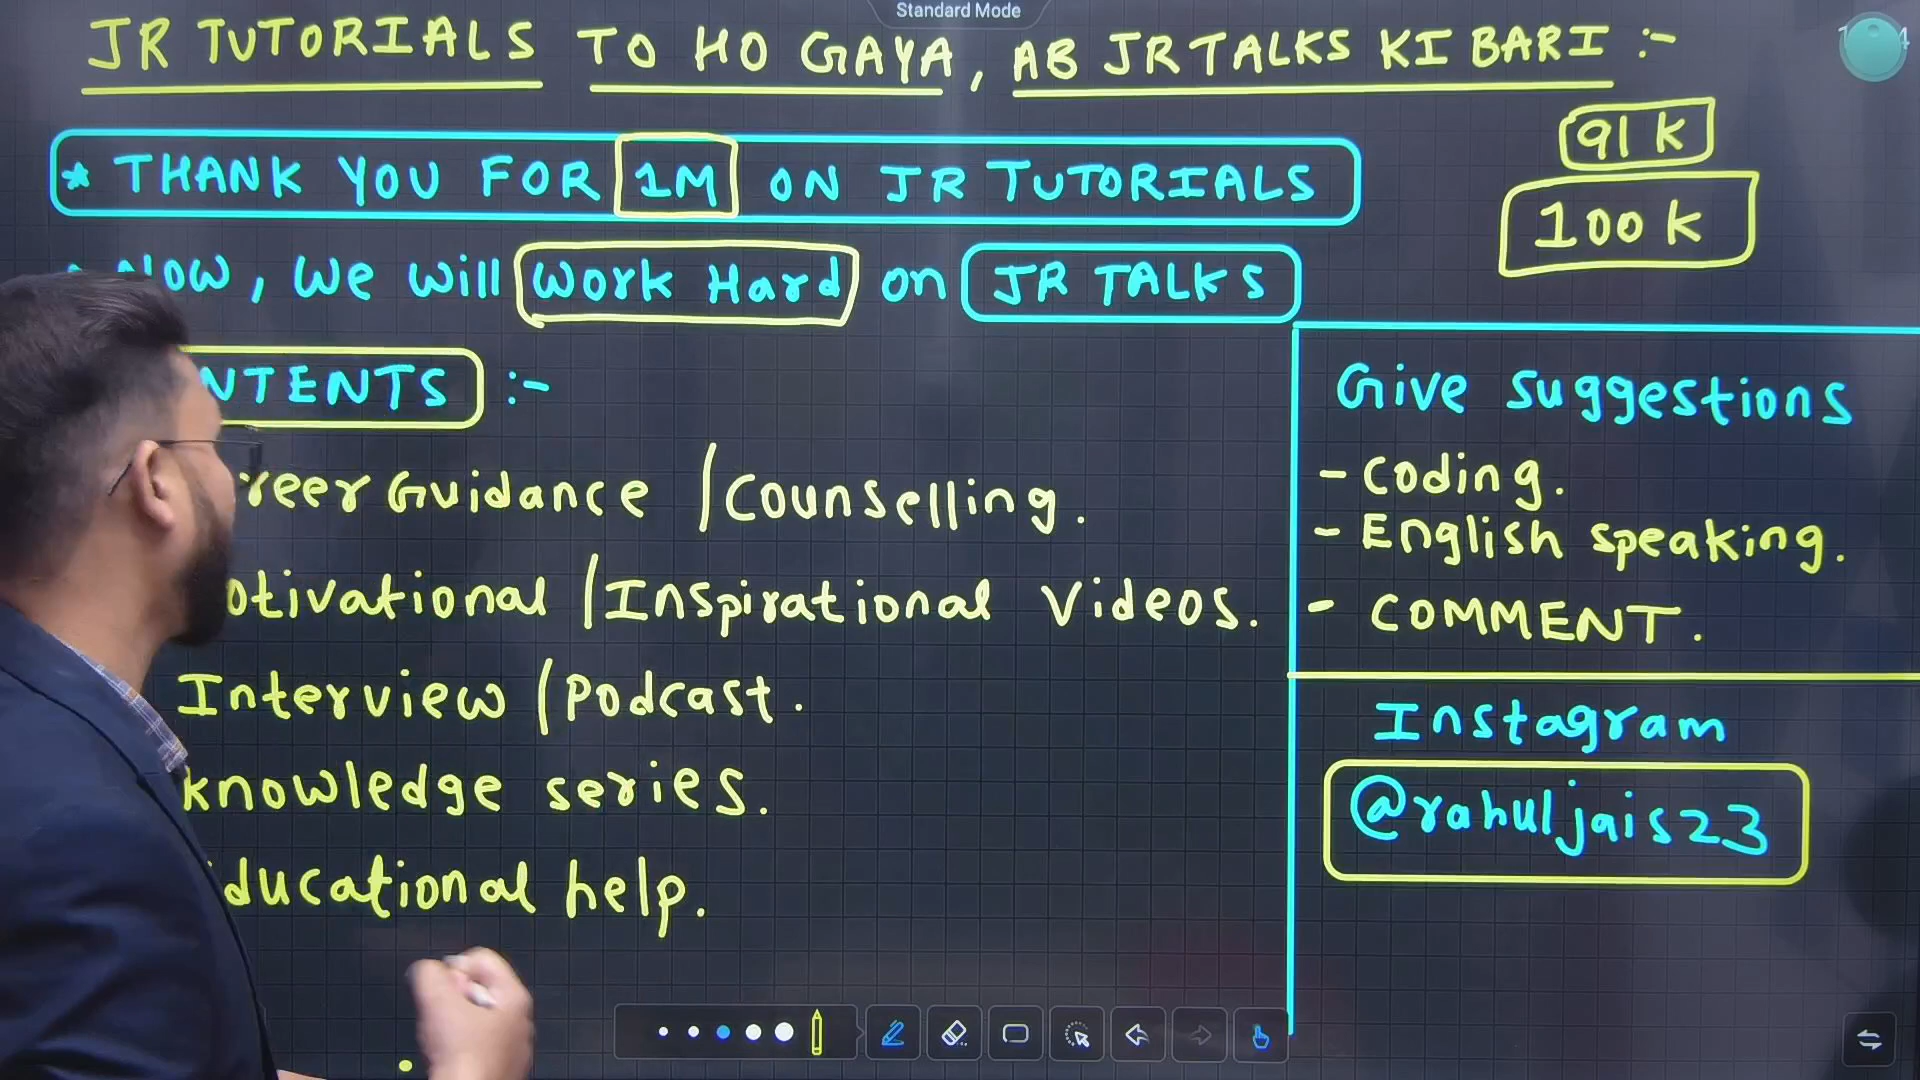 Standard Mode
JR TUTORIALS TO HO GAYA, AB JR TALKS KI BARI :-
91 K
100 K
* THANK YOU FOR 1M ON JR TUTORIALS
NOW, We will Work Hard on JR TALKS
NTENTS :-
reer Guidance / Counselling.
otivational / Inspirational Videos.
Interview / Podcast.
knowledge series.
Educational help.
Give Suggestions
- Coding.
- English speaking.
- COMMENT.
Instagram
@rahuljais23